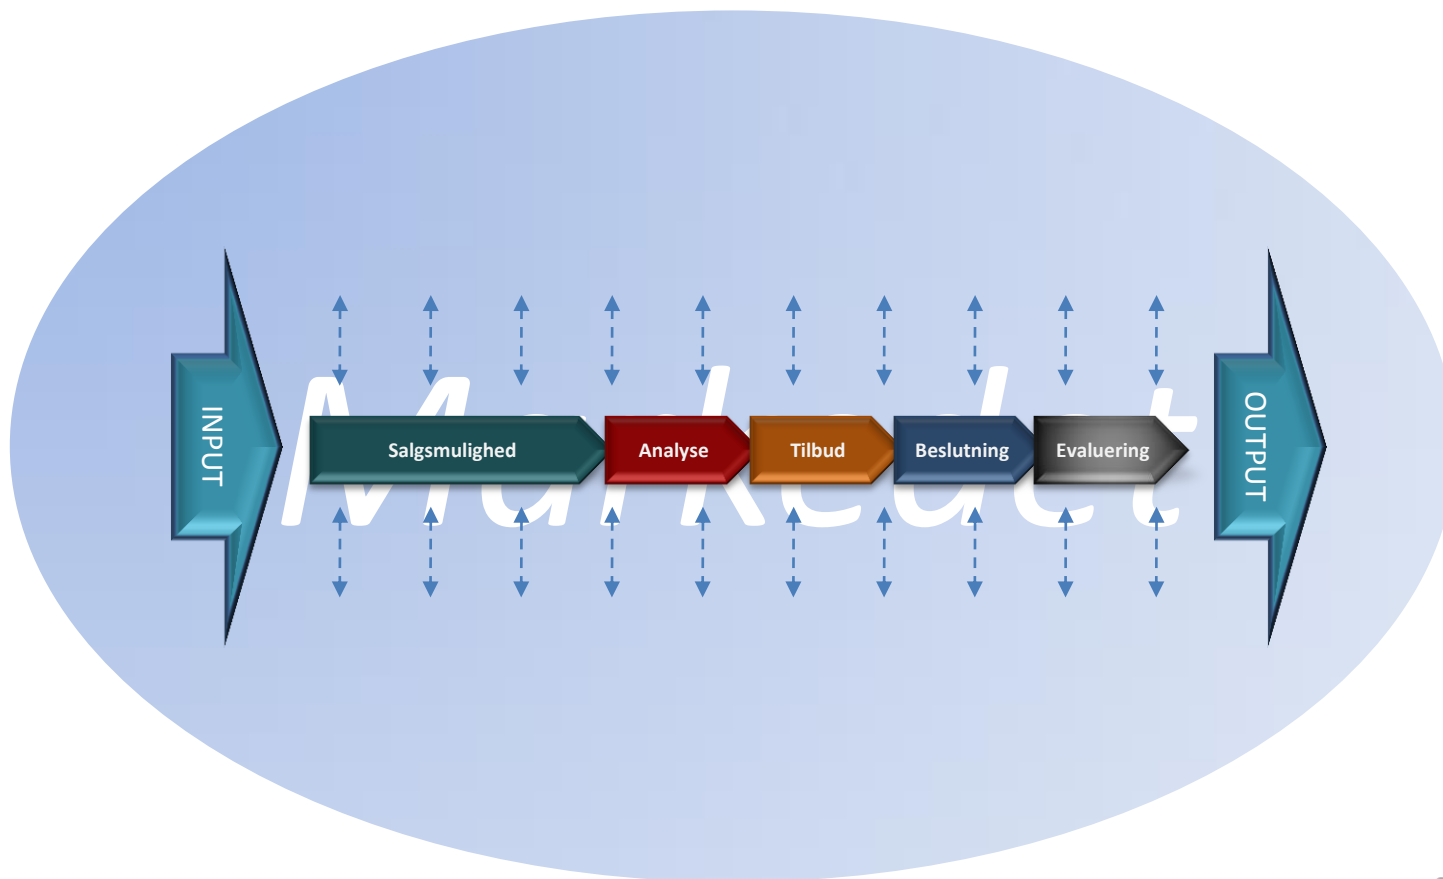 INPUT
Markedet
Salgsmulighed
Analyse
Tilbud
Beslutning
Evaluering
OUTPUT